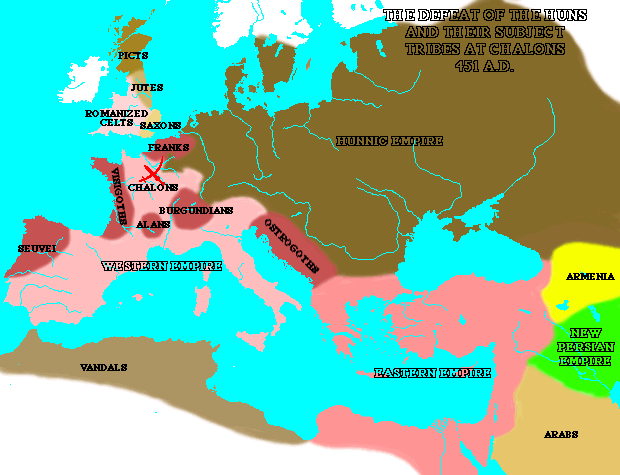 THE DEFEAT OF THE HUNS
AND THEIR SUBJECT
TRIBES AT CHALONS
451 A.D.
PICTS
JUTES
ROMANIZED
CELTS
SAXONS
FRANKS
HUNNIC EMPIRE
CHALONS
VISIGOTHS
BURGUNDIANS
ALANS
OSTROGOTHS
SEUVEI
WESTERN EMPIRE
ARMENIA
NEW
PERSIAN
EMPIRE
VANDALS
EASTERN EMPIRE
ARABS